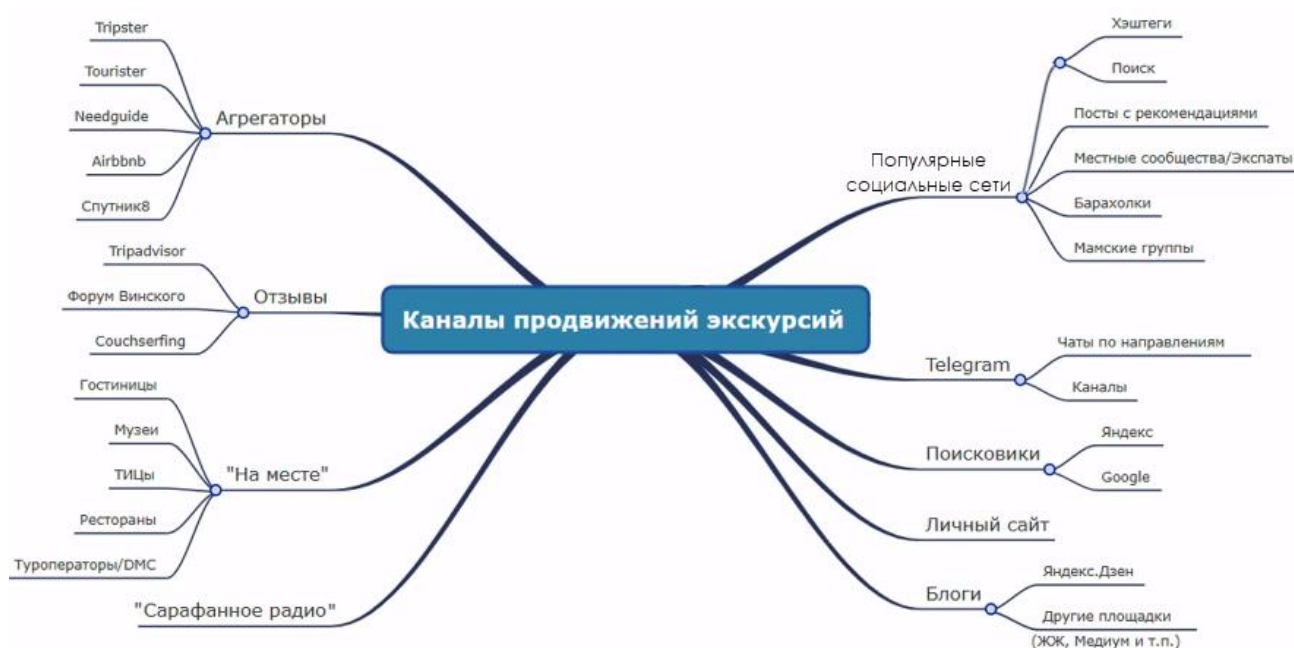 Каналы продвижений экскурсий
Агрегаторы
Tripster
Tourister
Needguide
Airbbnb
Спутник8
Отзывы
Tripadvisor
Форум Винского
Couchserfing
"На месте"
Гостиницы
Музеи
ТИЦы
Рестораны
Туроператоры/DMC
"Сарафанное радио"
Популярные
социальные сети
Хэштеги
Поиск
Посты с рекомендациями
Местные сообщества/Экспаты
Барахолки
Мамские группы
Telegram
Чаты по направлениям
Каналы
Поисковики
Яндекс
Google
Личный сайт
Блоги
Яндекс.Дзен
Другие площадки
(ЖЖ, Медиум и т.п.)